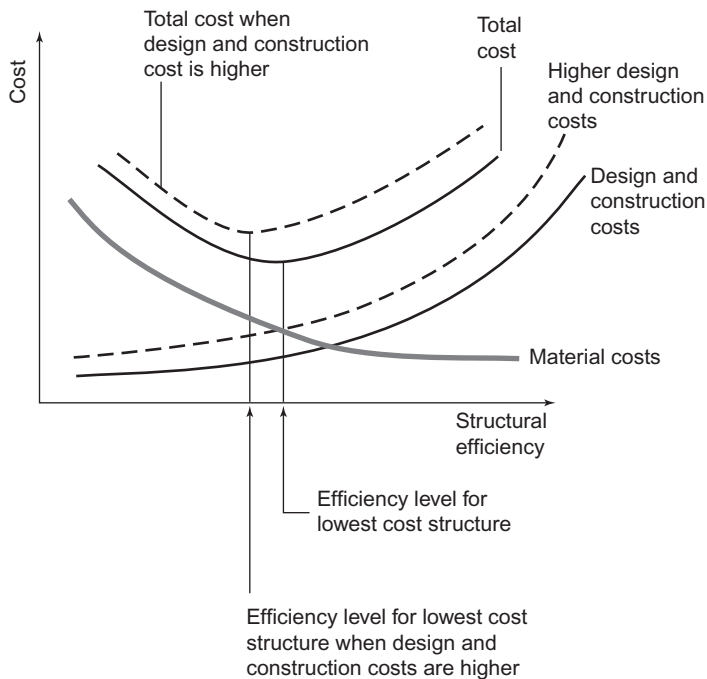 Total cost when
design and construction
cost is higher
Total
cost
Cost
Higher design
and construction
costs
Design and
construction
costs
Material costs
Structural
efficiency
Efficiency level for
lowest cost structure
Efficiency level for lowest cost
structure when design and
construction costs are higher